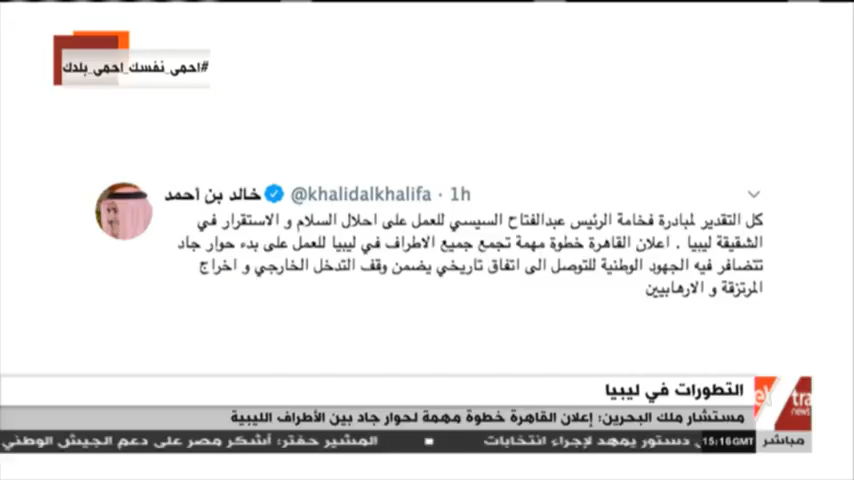 #احمى_نفسك_احمى_بلدك
خالد بن أحمد @khalidalkhalifa · 1h
كل التقدير لمبادرة فخامة الرئيس عبدالفتاح السيسي للعمل على احلال السلام و الاستقرار في
الشقيقة ليبيا . اعلان القاهرة خطوة مهمة تجمع جميع الاطراف في ليبيا للعمل على بدء حوار جاد
تتضافر فيه الجهود الوطنية للتوصل الى اتفاق تاريخي يضمن وقف التدخل الخارجي و اخراج
المرتزقة و الارهابيين
التطورات في ليبيا
مستشار ملك البحرين: إعلان القاهرة خطوة مهمة لحوار جاد بين الأطراف الليبية
مباشر 15:16GMT دستور يمهد لإجراء انتخابات ■ المشير حفتر: أشكر مصر على دعم الجيش الوطني